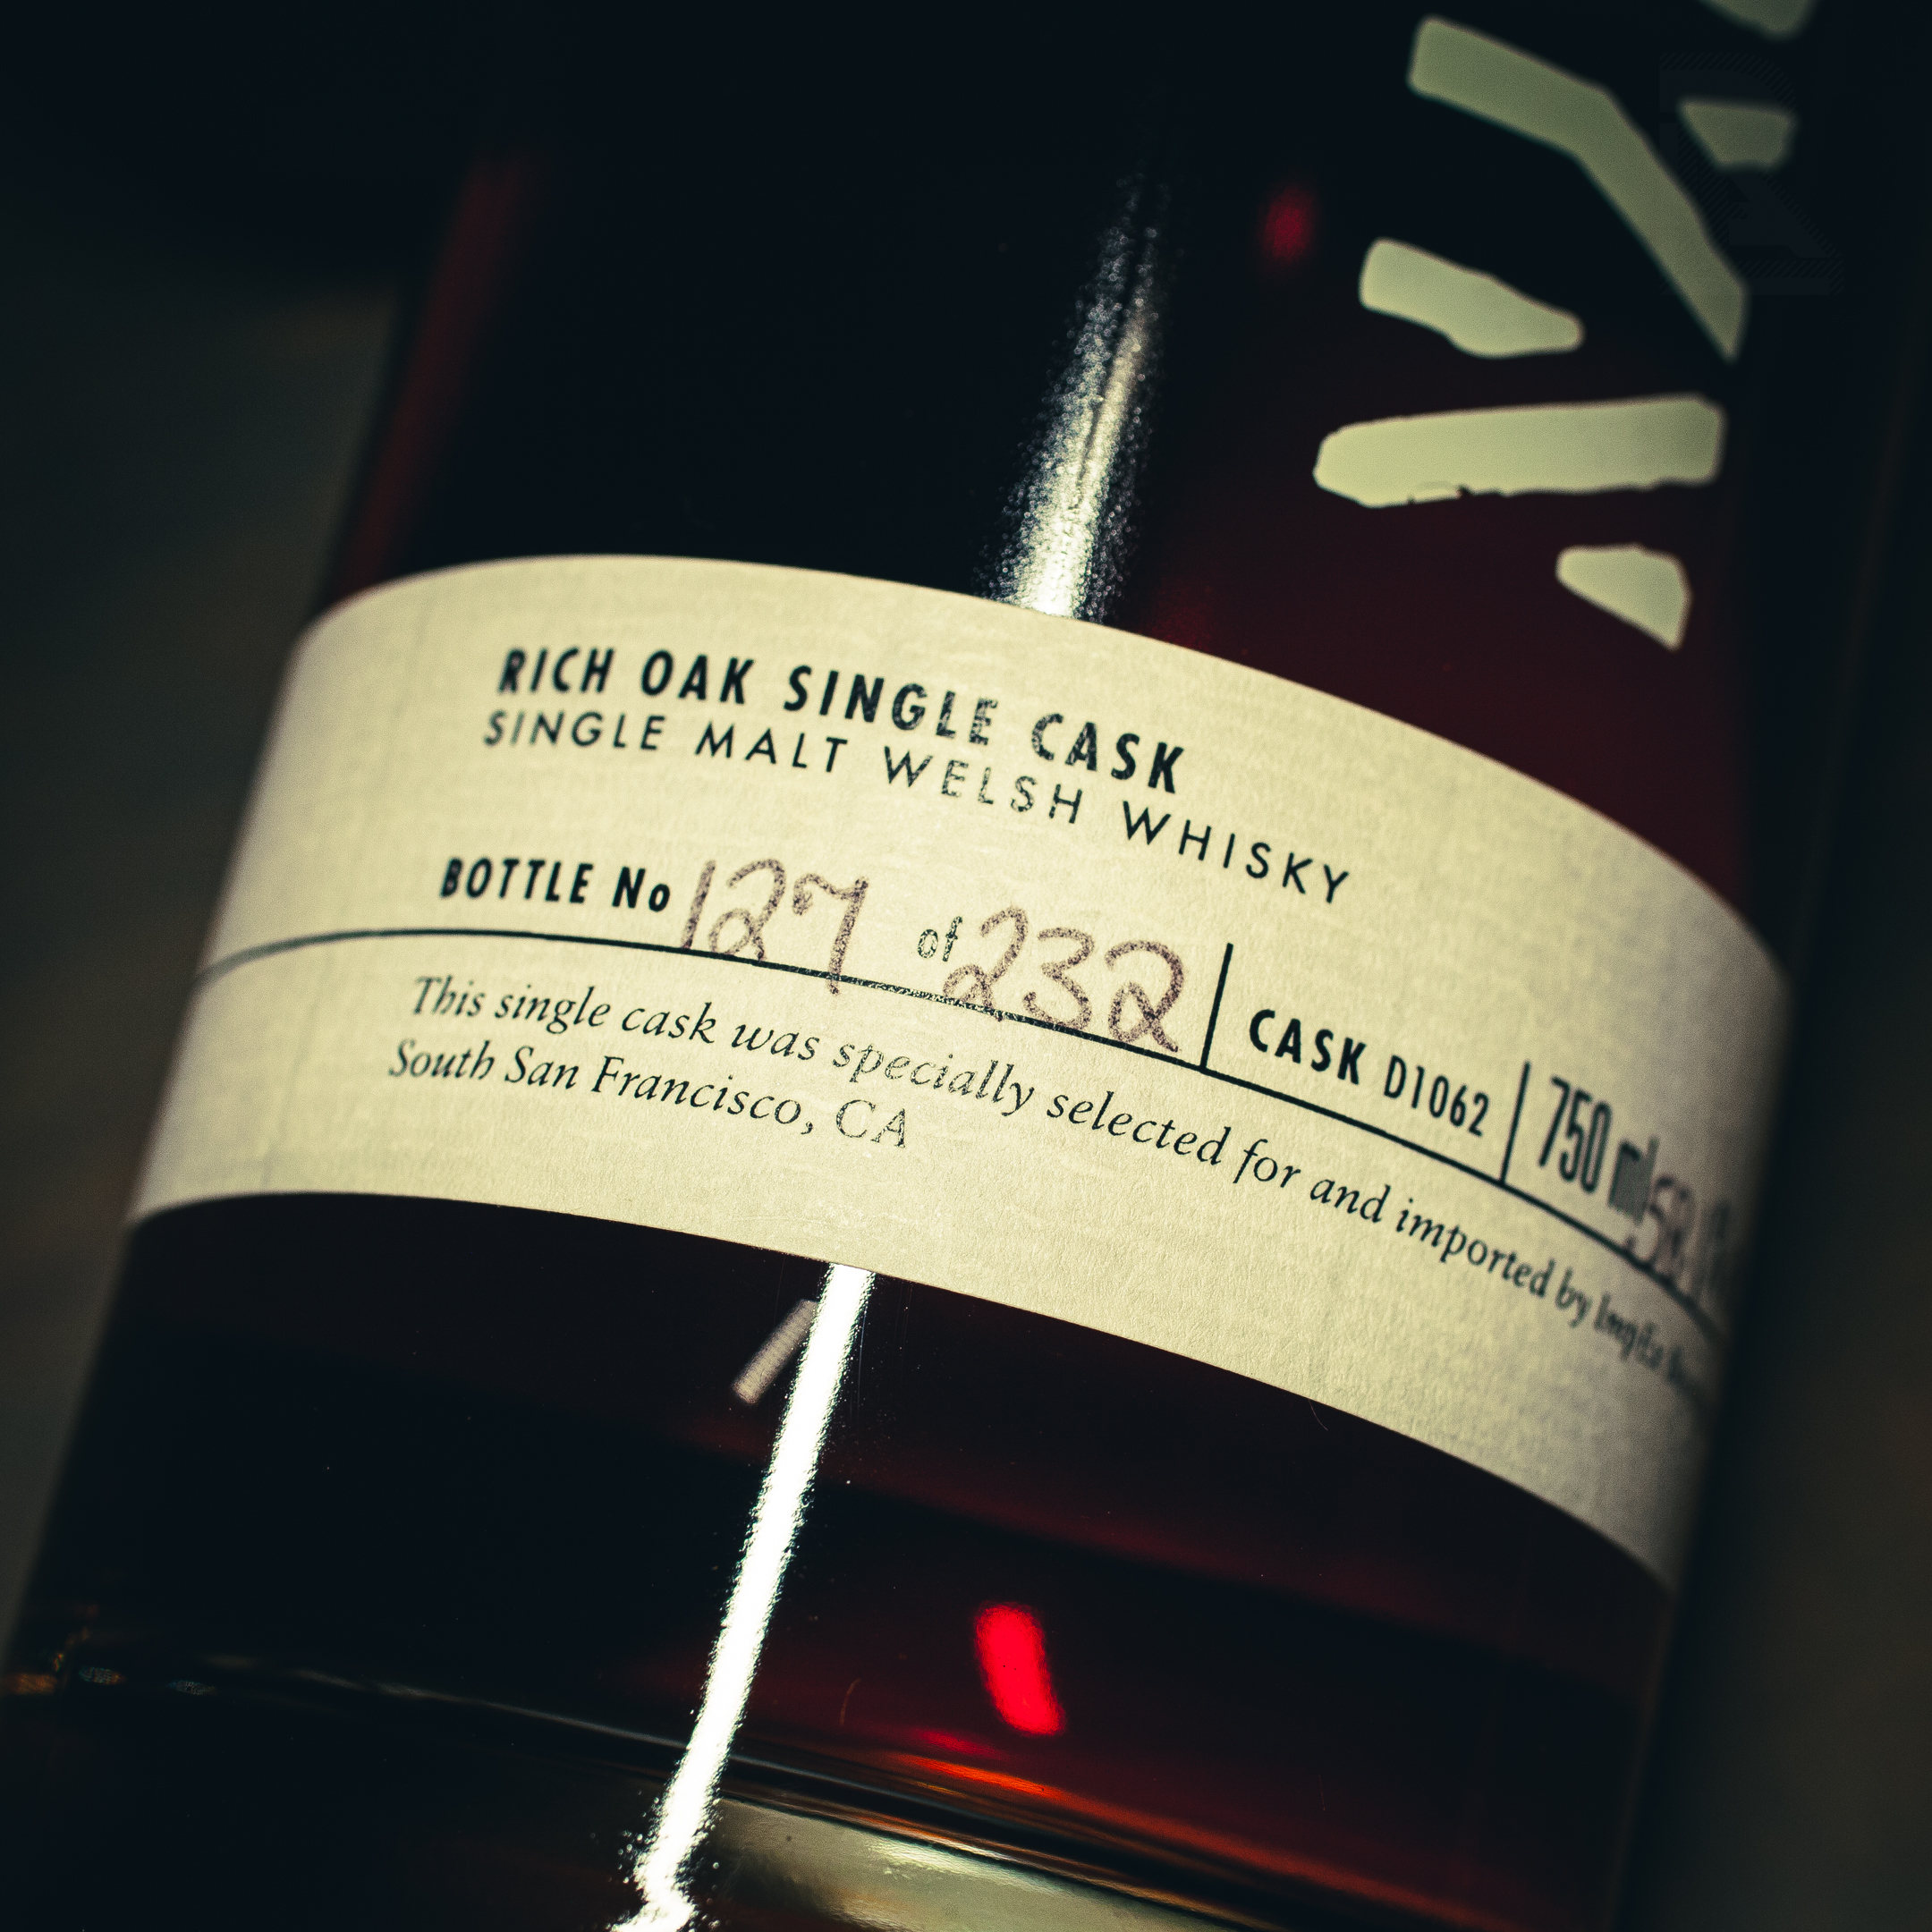 RICH OAK SINGLE CASK
SINGLE MALT WELSH WHISKY
BOTTLE No 127 of 232 CASK D1062 750 ml
This single cask was specially selected for and imported by
South San Francisco, CA